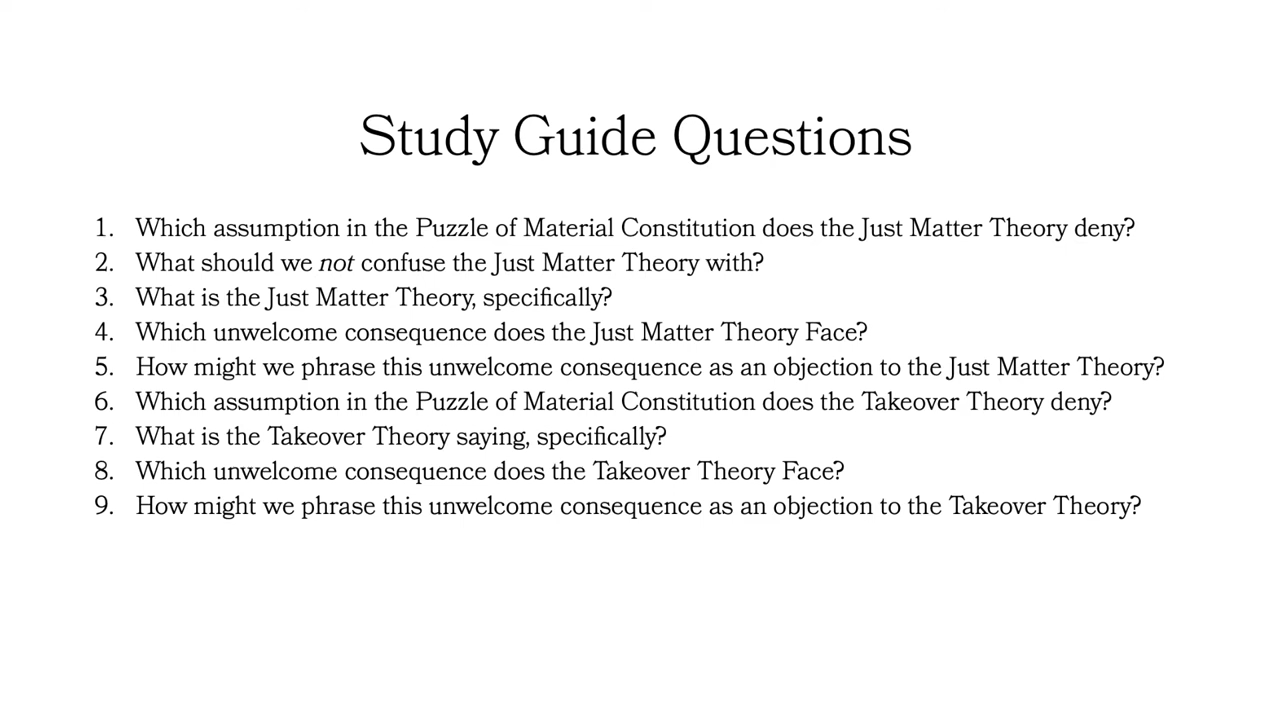 Study Guide Questions
1. Which assumption in the Puzzle of Material Constitution does the Just Matter Theory deny?
2. What should we not confuse the Just Matter Theory with?
3. What is the Just Matter Theory, specifically?
4. Which unwelcome consequence does the Just Matter Theory Face?
5. How might we phrase this unwelcome consequence as an objection to the Just Matter Theory?
6. Which assumption in the Puzzle of Material Constitution does the Takeover Theory deny?
7. What is the Takeover Theory saying, specifically?
8. Which unwelcome consequence does the Takeover Theory Face?
9. How might we phrase this unwelcome consequence as an objection to the Takeover Theory?